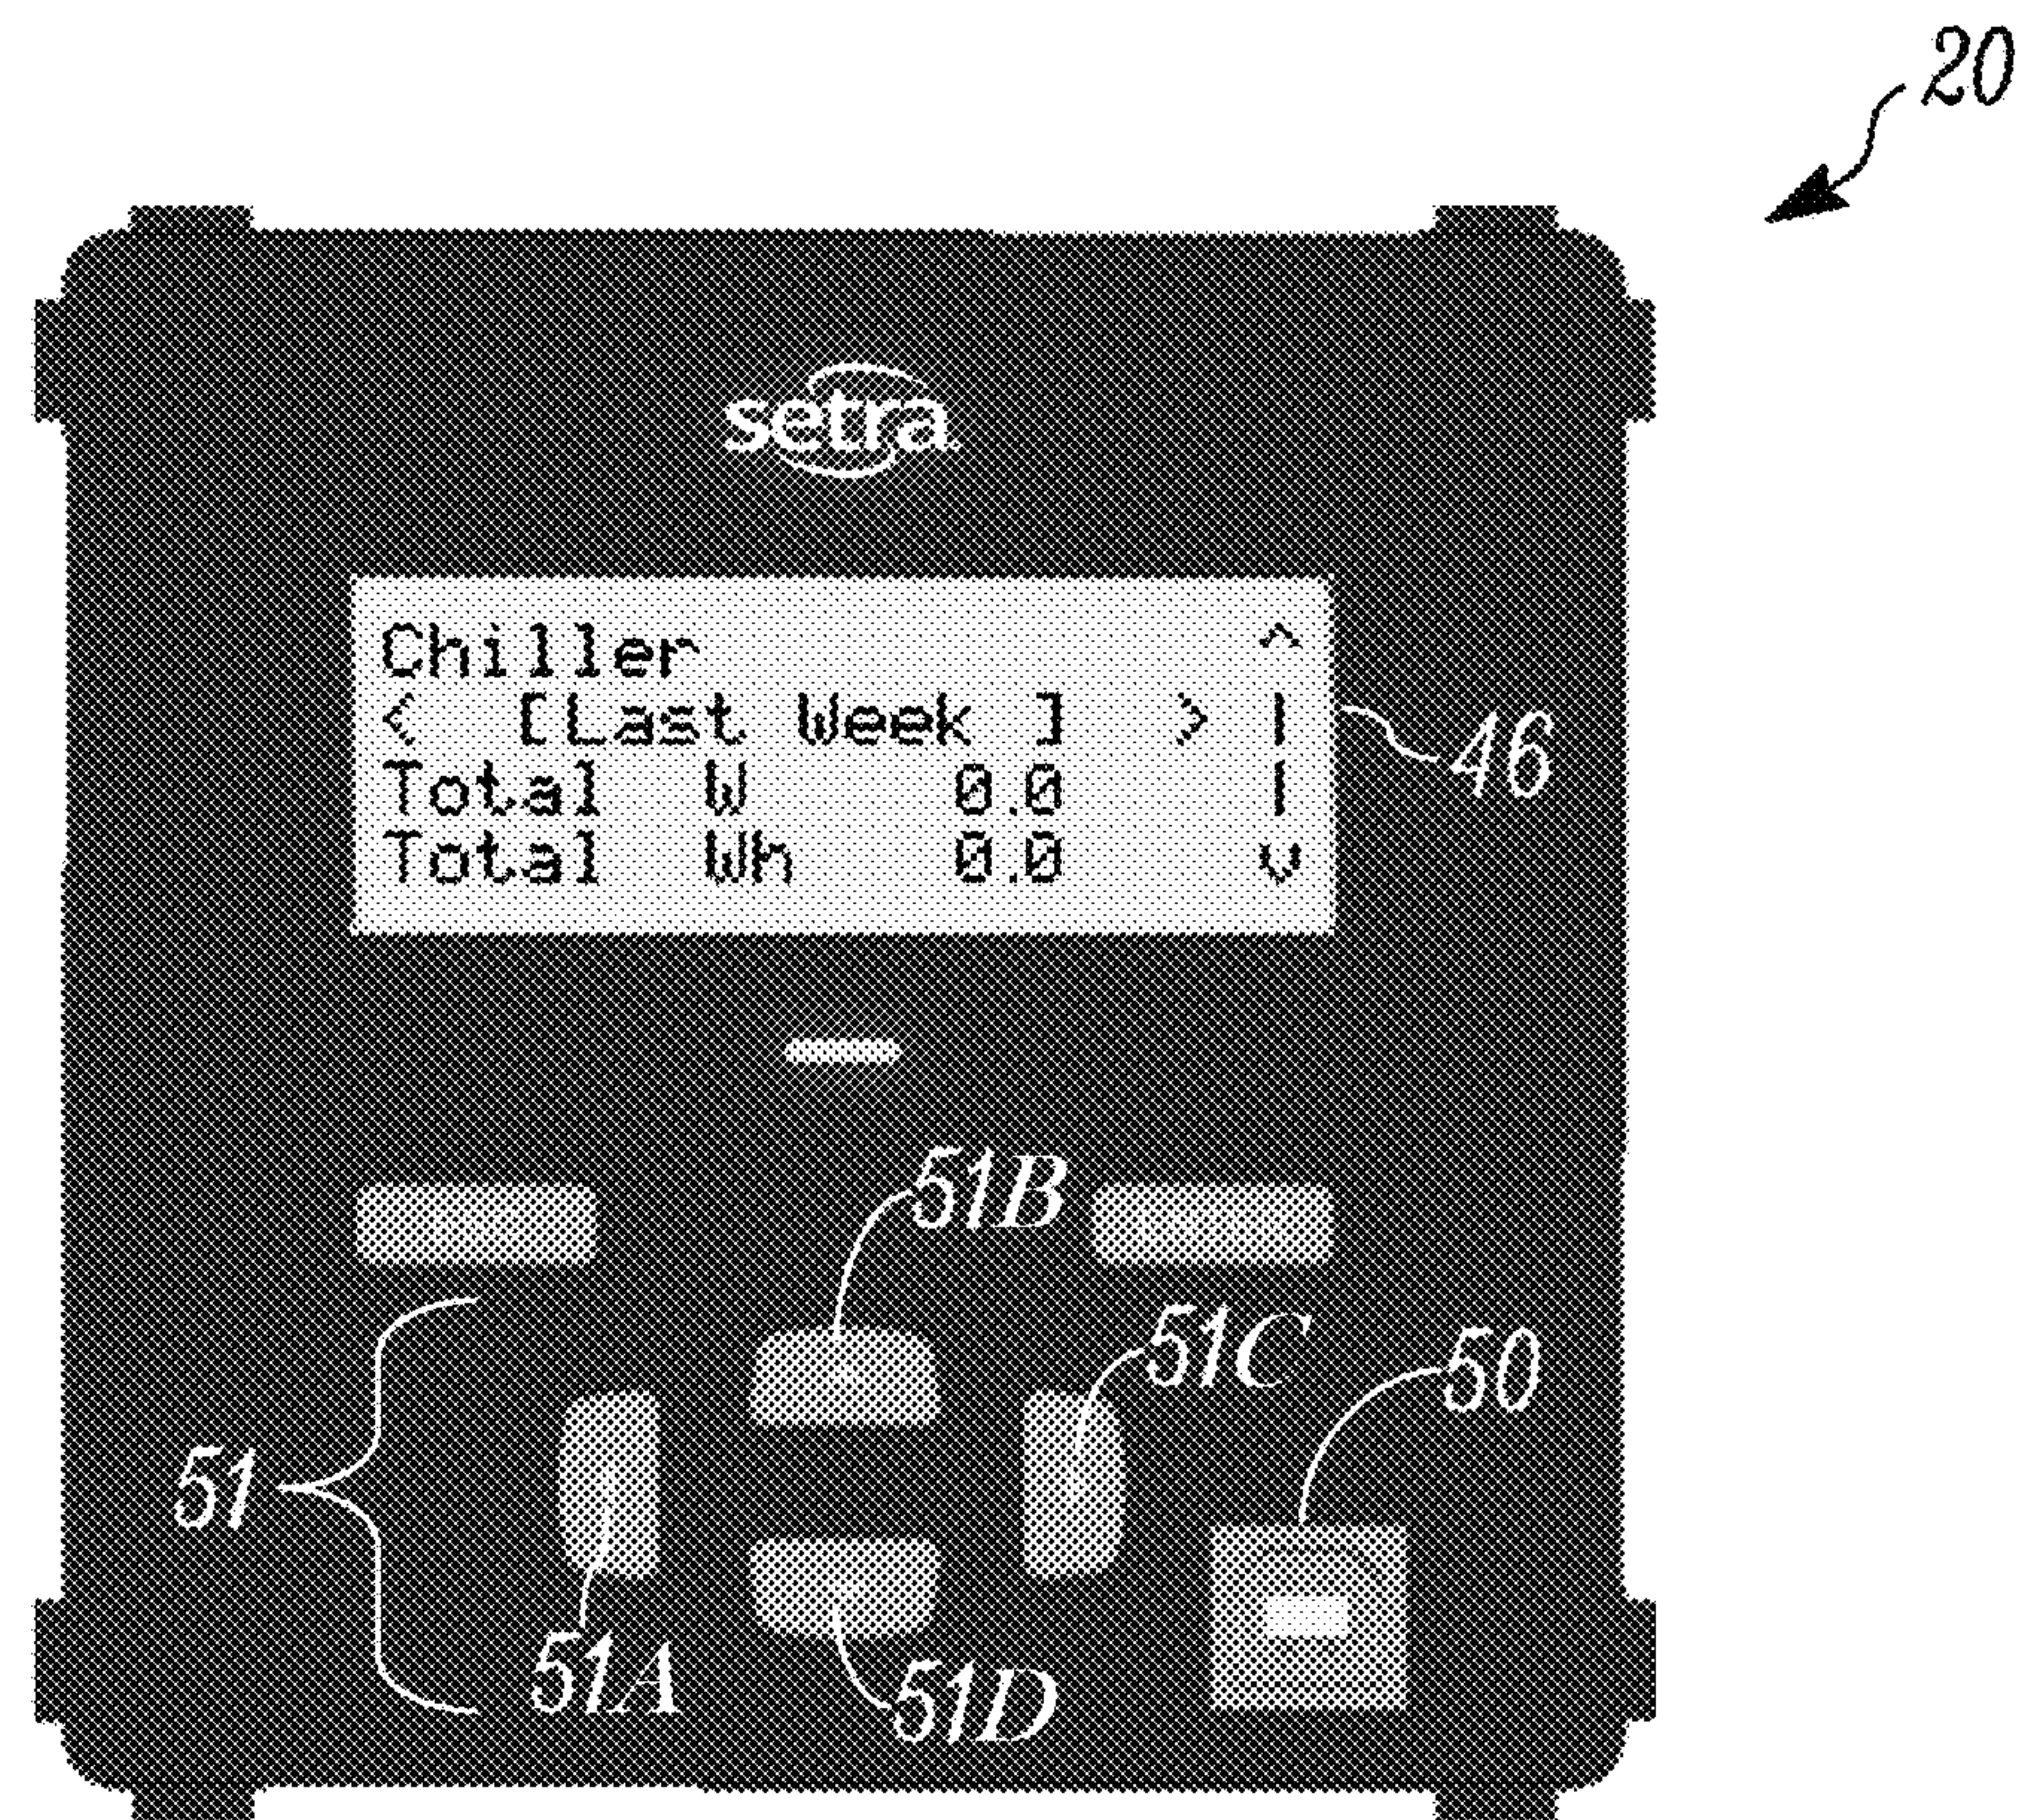 20
setra
Chiller ^
< [Last Week ] > |
46
Total W 0.0 |
Total Wh 0.0 v
51B
51C
50
51
51A
51D